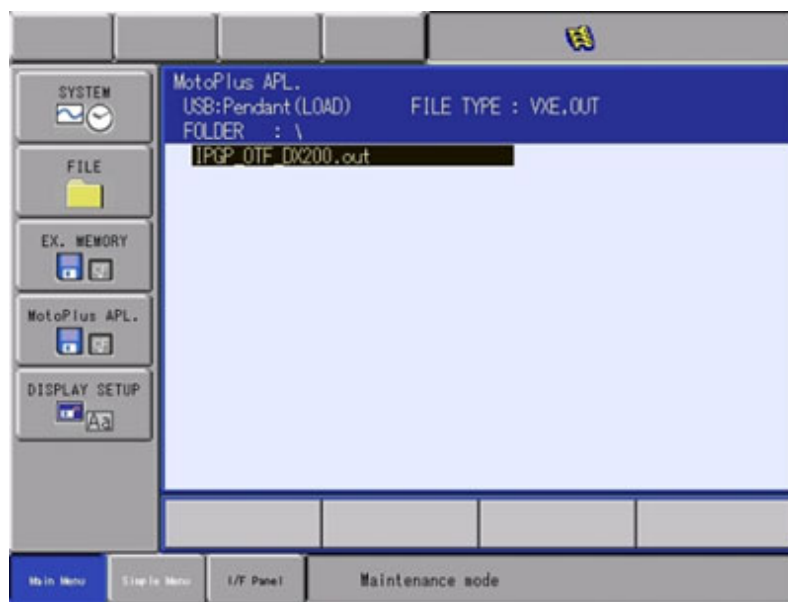 SYSTEM
FILE
EX. MEMORY
MotoPlus APL.
DISPLAY SETUP
MotoPlus APL.
USB:Pendant(LOAD) FILE TYPE : VXE.OUT
FOLDER : \
IPGP_OTF_DX200.out
Main Menu
Simple Menu
I/F Panel
Maintenance mode